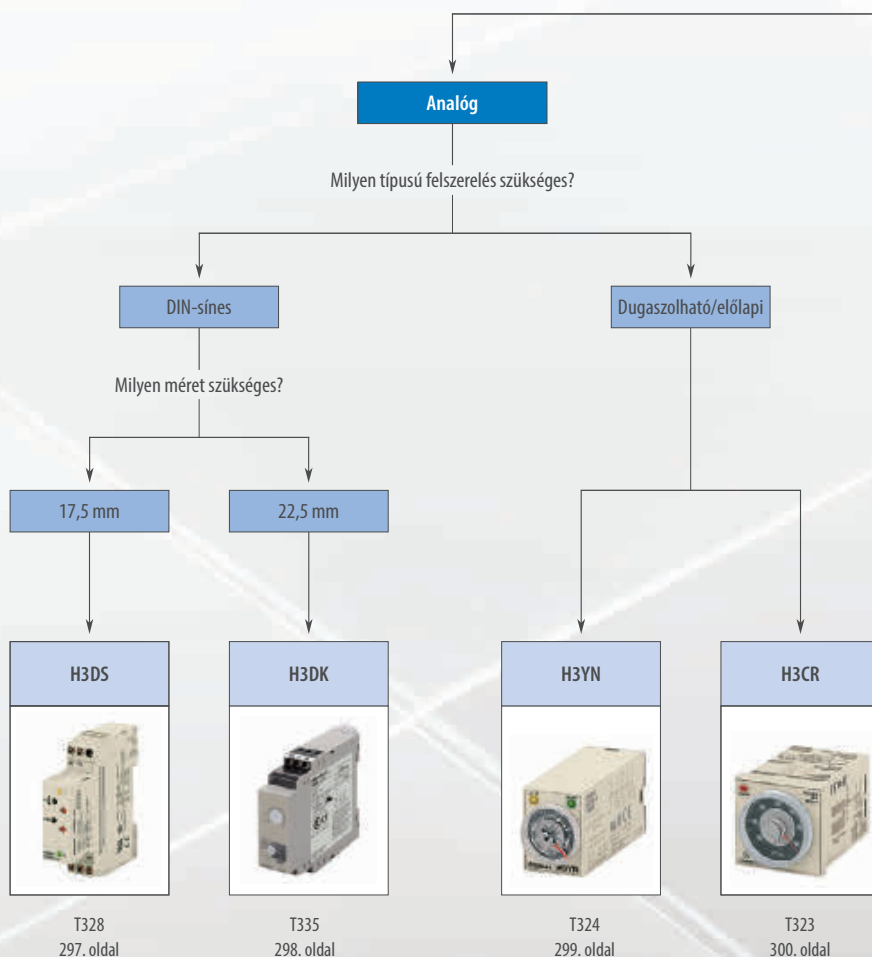 Analóg
Milyen típusú felszerelés szükséges?
DIN-sínes
Dugaszolható/előlapi
Milyen méret szükséges?
17,5 mm
22,5 mm
H3DS
H3DK
H3YN
H3CR
T328
297. oldal
T335
298. oldal
T324
299. oldal
T323
300. oldal